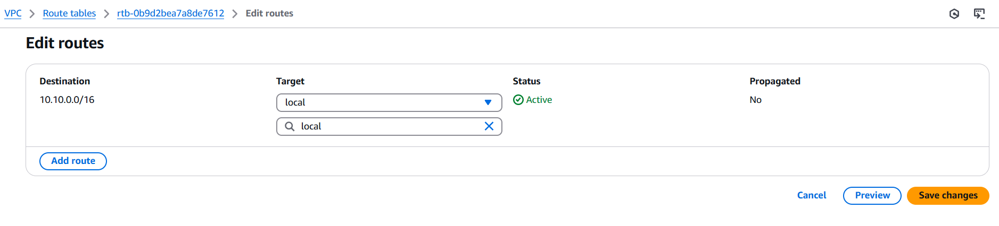 VPC > Route tables > rtb-0b9d2bea7a8de7612 > Edit routes
Edit routes
Destination Target Status Propagated
10.10.0.0/16 local Active No
local
Add route
Cancel Preview Save changes